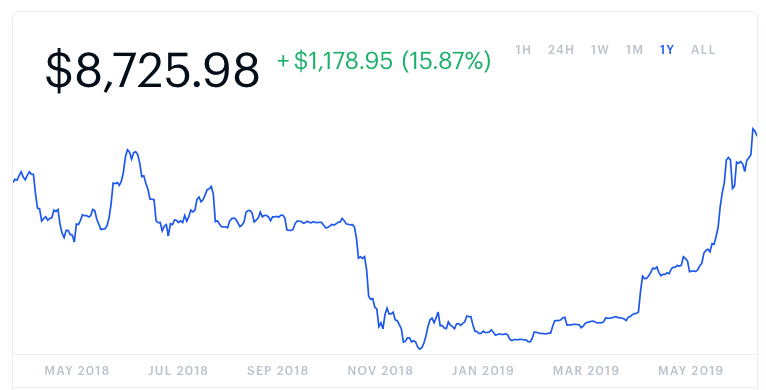 $8,725.98 +$1,178.95 (15.87%) 1H 24H 1W 1M 1Y ALL
MAY 2018 JUL 2018 SEP 2018 NOV 2018 JAN 2019 MAR 2019 MAY 2019